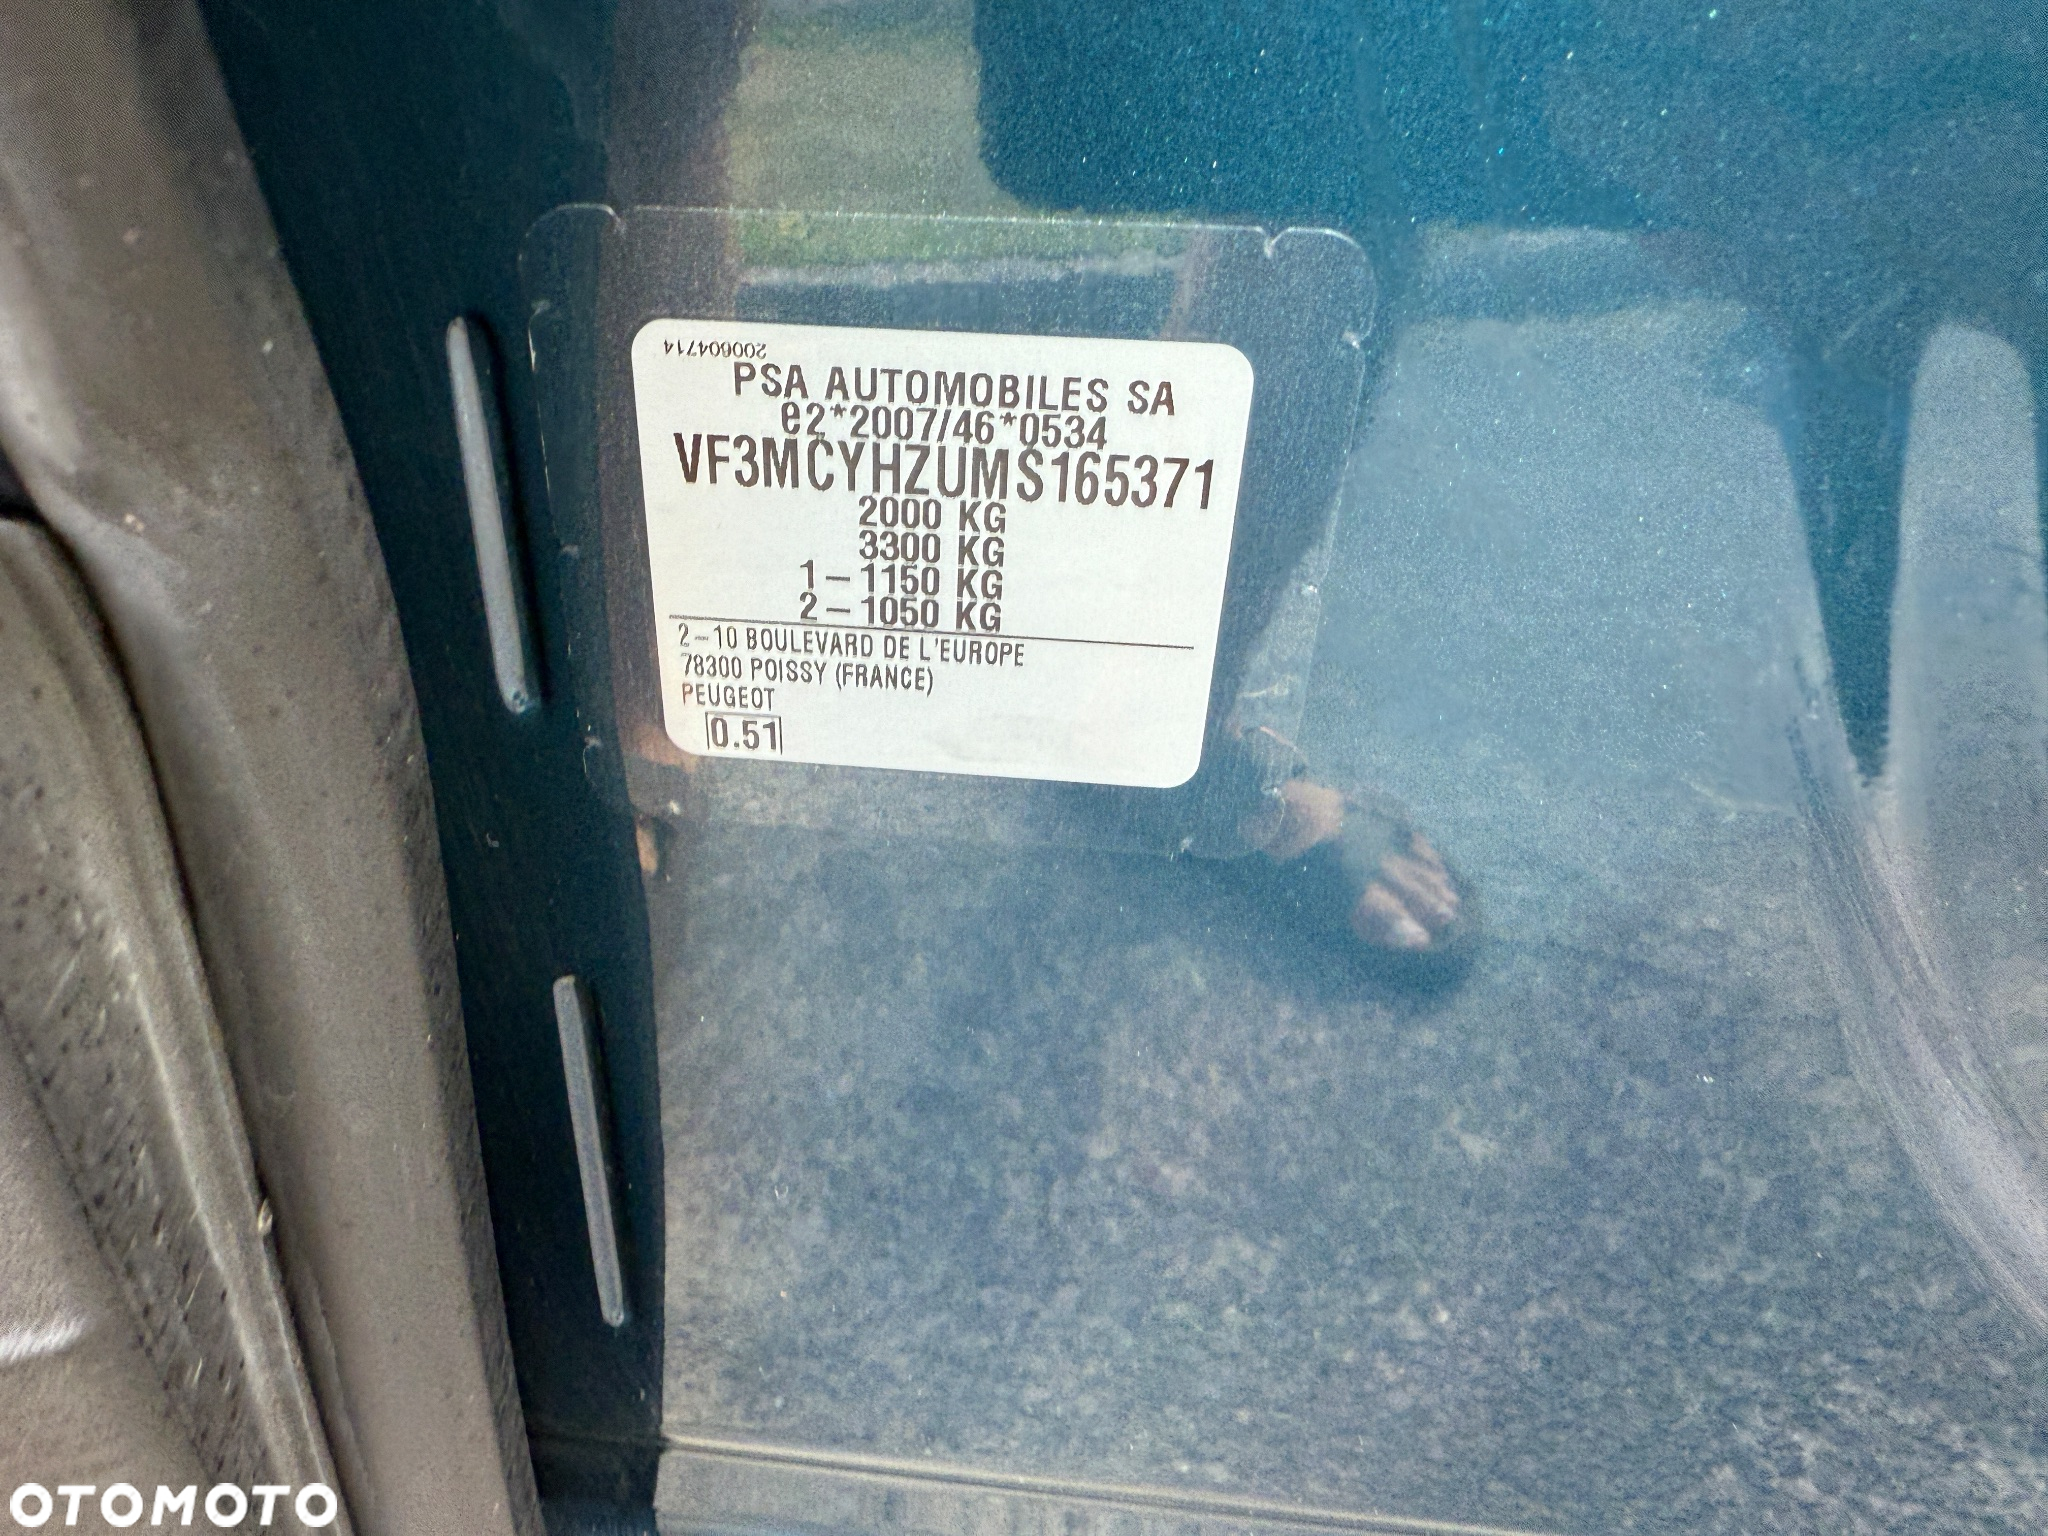 200604714
PSA AUTOMOBILES SA
e2*2007/46*0534
VF3MCYHZUMS165371
2000 KG
3300 KG
1 – 1150 KG
2 – 1050 KG
2 – 10 BOULEVARD DE L'EUROPE
78300 POISSY (FRANCE)
PEUGEOT
0.51
OTOMOTO